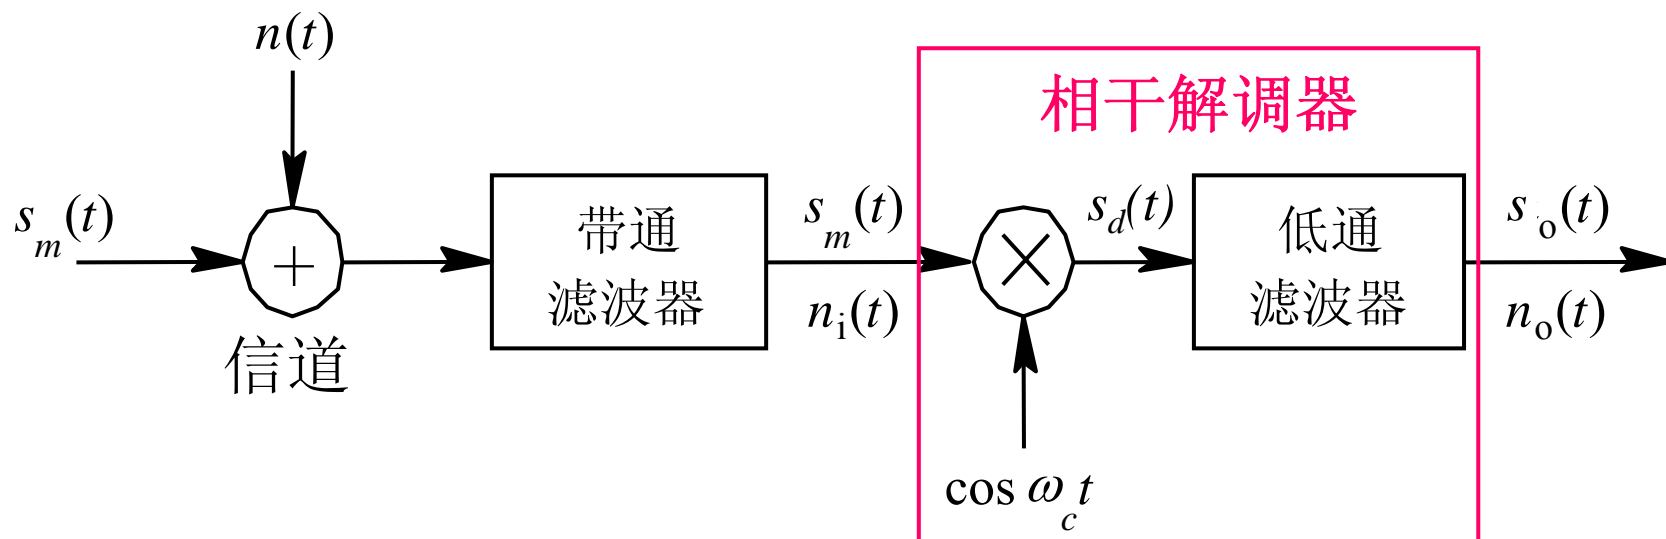 n(t)
相干解调器
s_m(t)
带通
滤波器
s_m(t)
n_i(t)
s_d(t)
低通
滤波器
s_o(t)
n_o(t)
信道
cos ω_c t